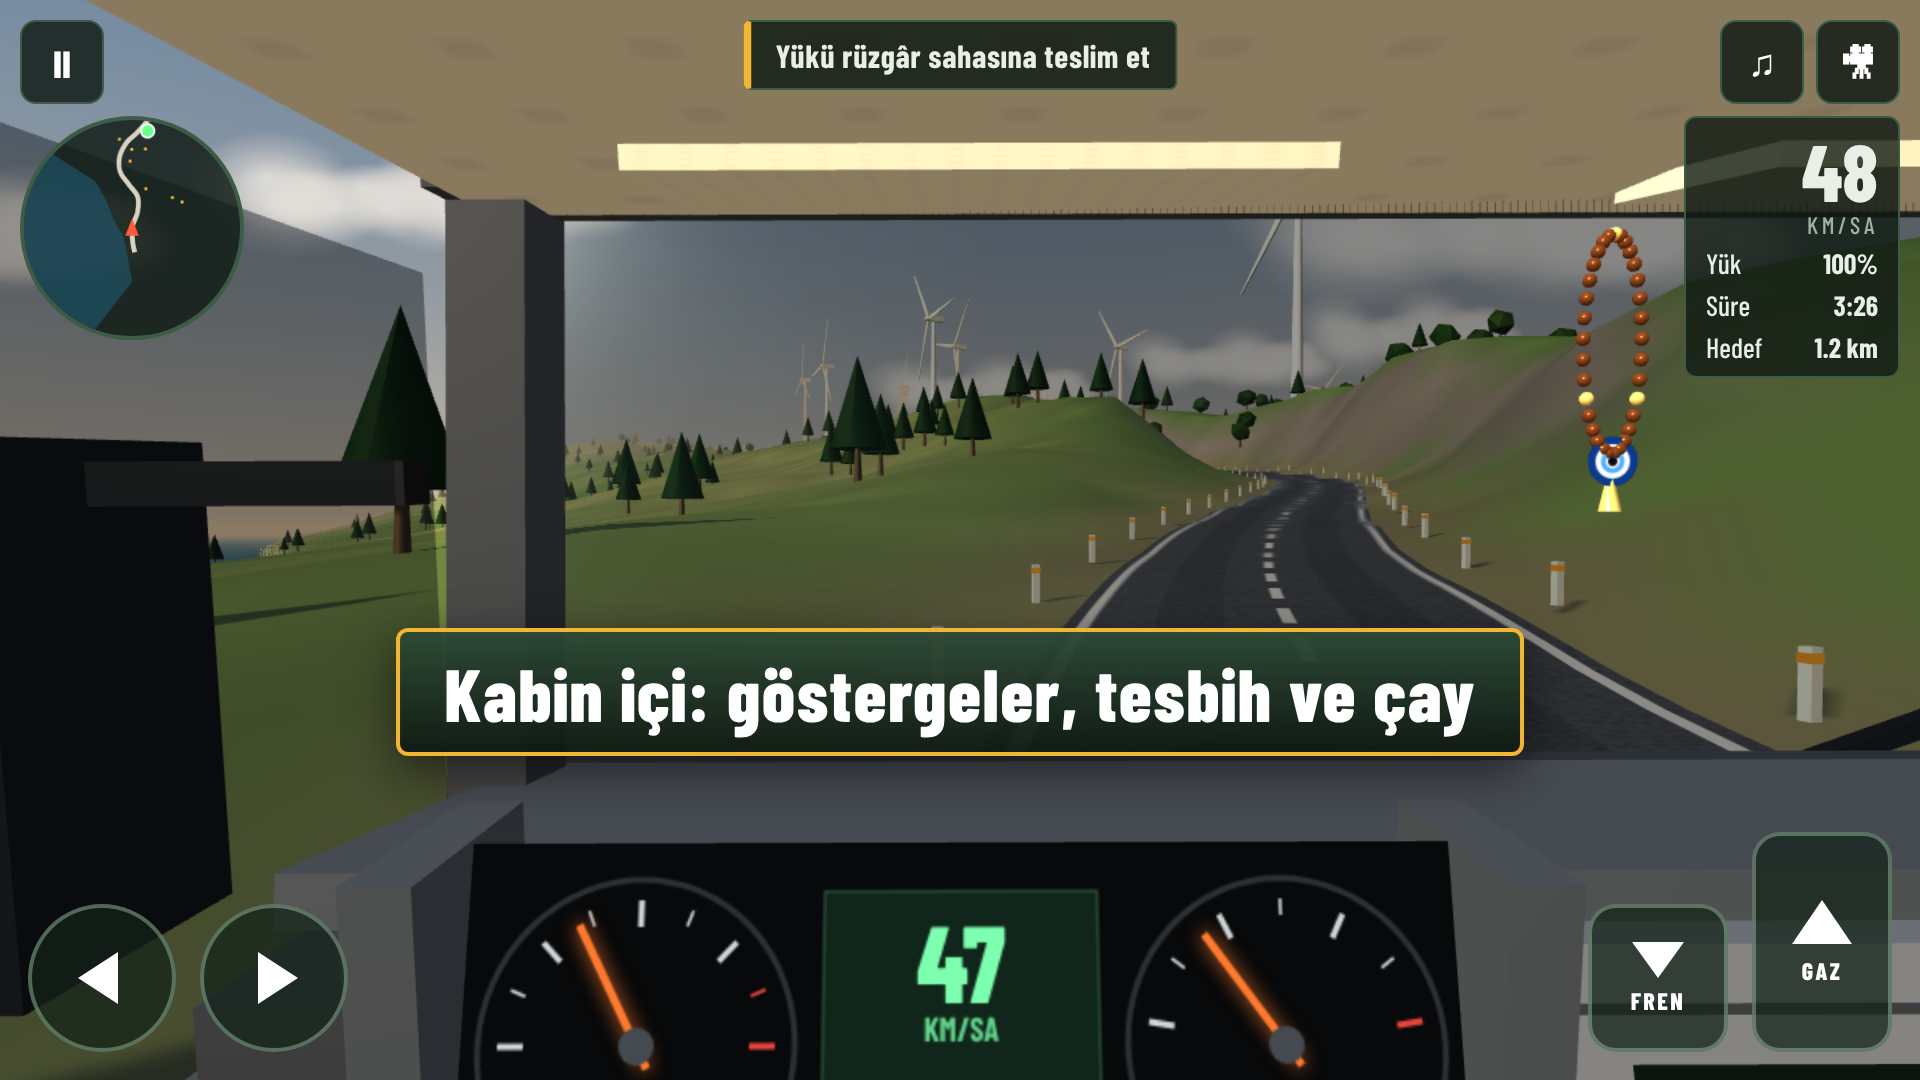 Yükü rüzgâr sahasına teslim et
48
KM/SA
Yük 100%
Süre 3:26
Hedef 1.2 km
Kabin içi: göstergeler, tesbih ve çay
47
KM/SA
FREN
GAZ